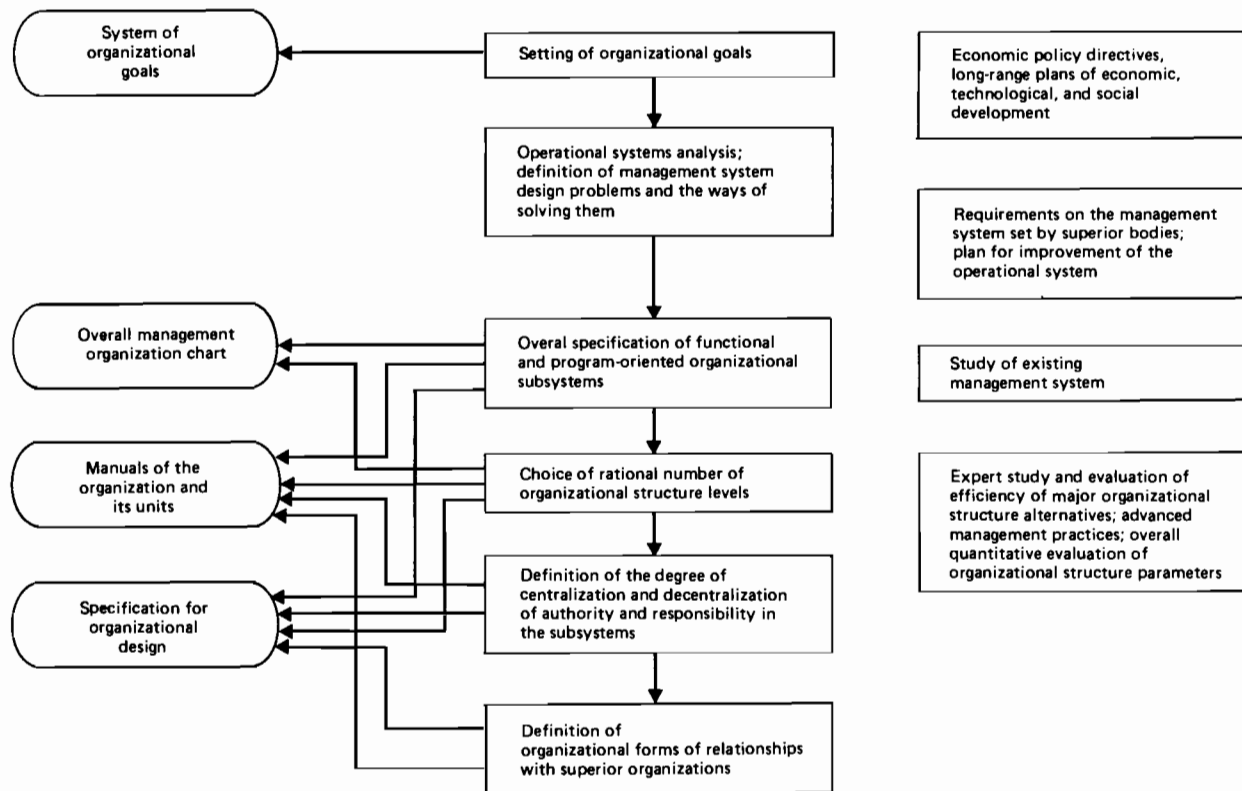 System of
organizational
goals
Setting of organizational goals
Economic policy directives,
long-range plans of economic,
technological, and social
development
Operational systems analysis;
definition of management system
design problems and the ways of
solving them
Requirements on the management
system set by superior bodies;
plan for improvement of the
operational system
Overall management
organization chart
Overal specification of functional
and program-oriented organizational
subsystems
Study of existing
management system
Manuals of the
organization and
its units
Choice of rational number of
organizational structure levels
Expert study and evaluation of
efficiency of major organizational
structure alternatives; advanced
management practices; overall
quantitative evaluation of
organizational structure parameters
Specification for
organizational
design
Definition of the degree of
centralization and decentralization
of authority and responsibility in
the subsystems
Definition of
organizational forms of relationships
with superior organizations